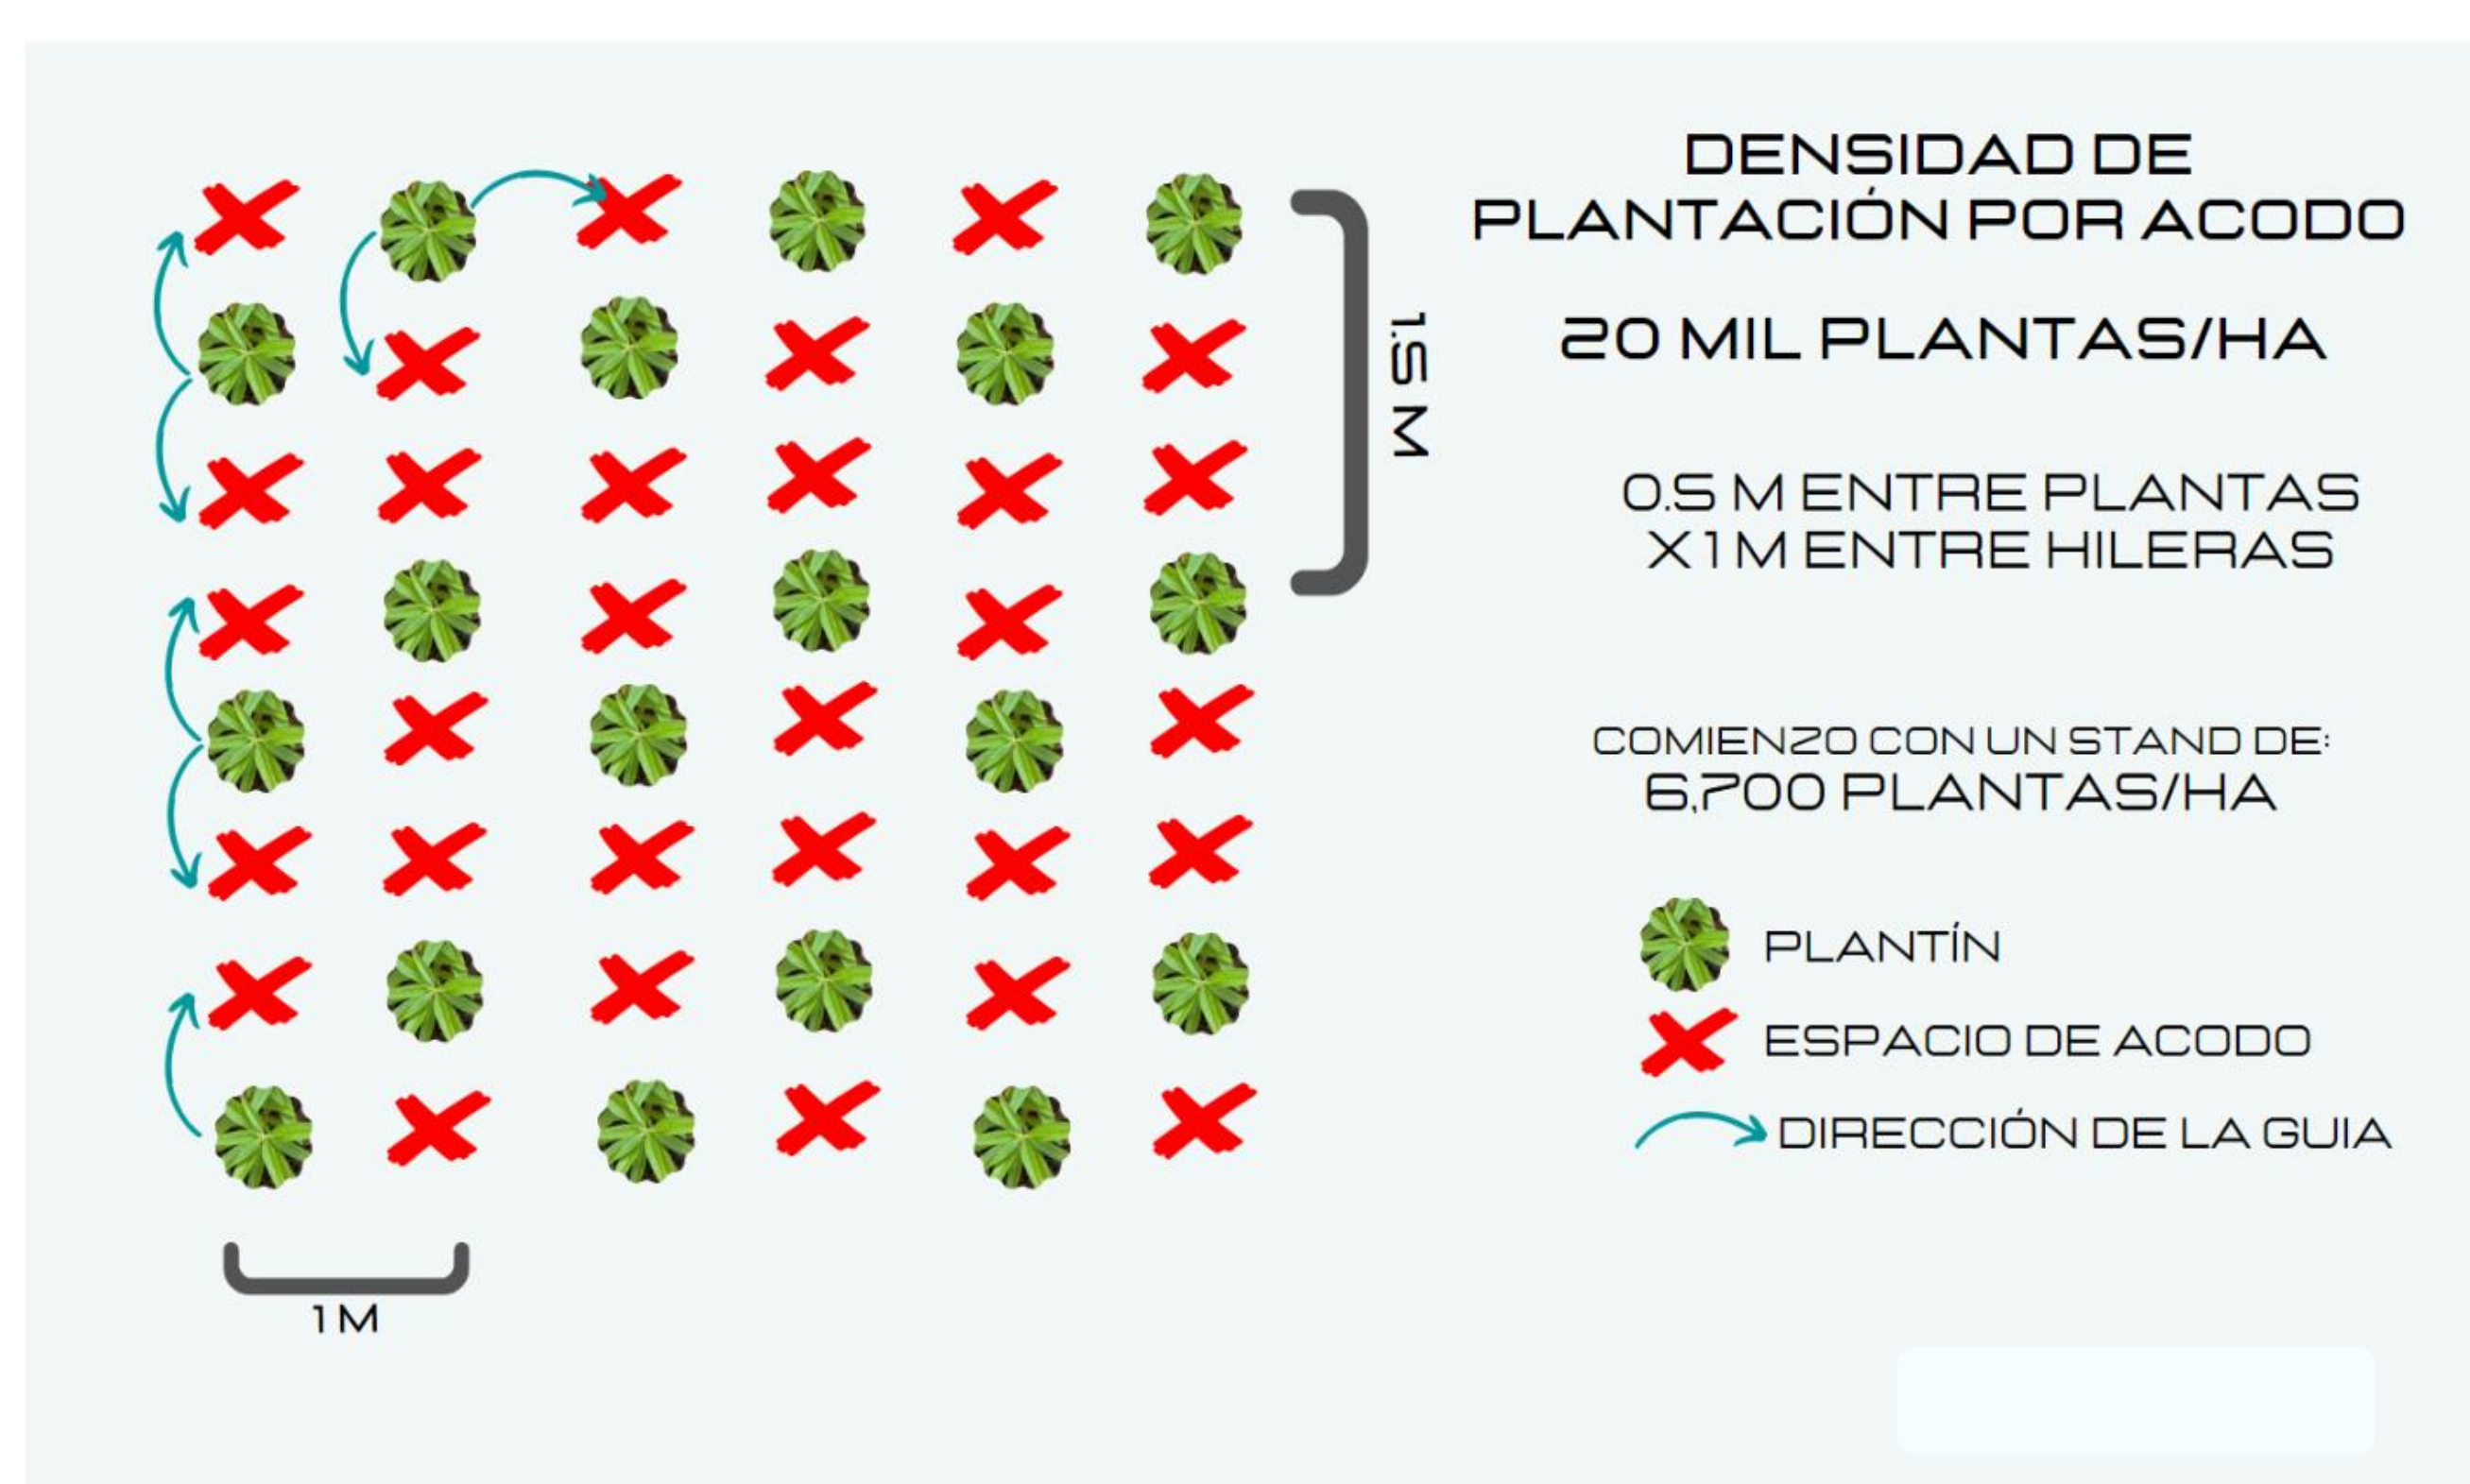 DENSIDAD DE
PLANTACIÓN POR ACODO
20 MIL PLANTAS/HA
1.5 M
0.5 M ENTRE PLANTAS
X 1 M ENTRE HILERAS
COMIENZO CON UN STAND DE:
6,700 PLANTAS/HA
PLANTÍN
ESPACIO DE ACODO
DIRECCIÓN DE LA GUIA
1 M